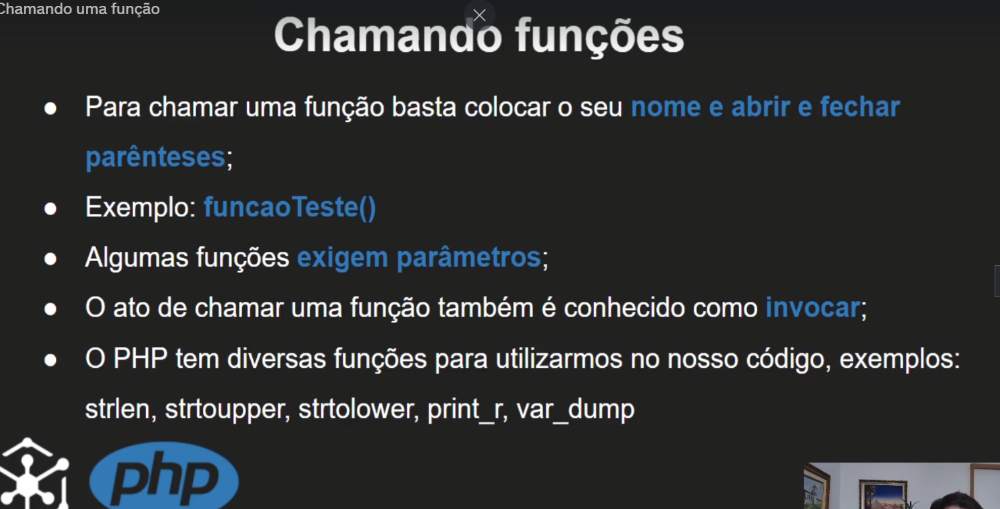 Chamando uma função
Chamando funções
● Para chamar uma função basta colocar o seu nome e abrir e fechar
parênteses;
● Exemplo: funcaoTeste()
● Algumas funções exigem parâmetros;
● O ato de chamar uma função também é conhecido como invocar;
● O PHP tem diversas funções para utilizarmos no nosso código, exemplos:
strlen, strtoupper, strtolower, print_r, var_dump
php